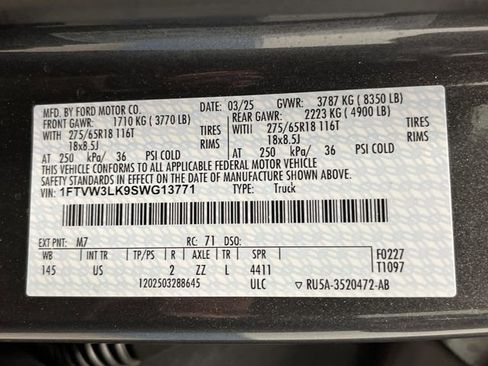 MFD. BY FORD MOTOR CO. 03/25 GVWR: 3787 KG ( 8350 LB)
FRONT GAWR: 1710 KG ( 3770 LB) REAR GAWR: 2223 KG ( 4900 LB)
WITH 275/65R18 116T TIRES WITH 275/65R18 116T TIRES
18x8.5J RIMS 18x8.5J RIMS
AT 250 kPa/ 36 PSI COLD AT 250 kPa/ 36 PSI COLD
THIS VEHICLE CONFORMS TO ALL APPLICABLE FEDERAL MOTOR VEHICLE
SAFETY STANDARDS IN EFFECT ON THE DATE OF MANUFACTURE SHOWN ABOVE.
VIN: 1FTVW3LK9SWG13771 TYPE: Truck
EXT PNT: M7 RC: 71 DSO: F0227
WB INT TR TP/PS R AXLE TR SPR T1097
145 US 2 ZZ L 4411
1202503288645 ULC ▽ RU5A-3520472-AB